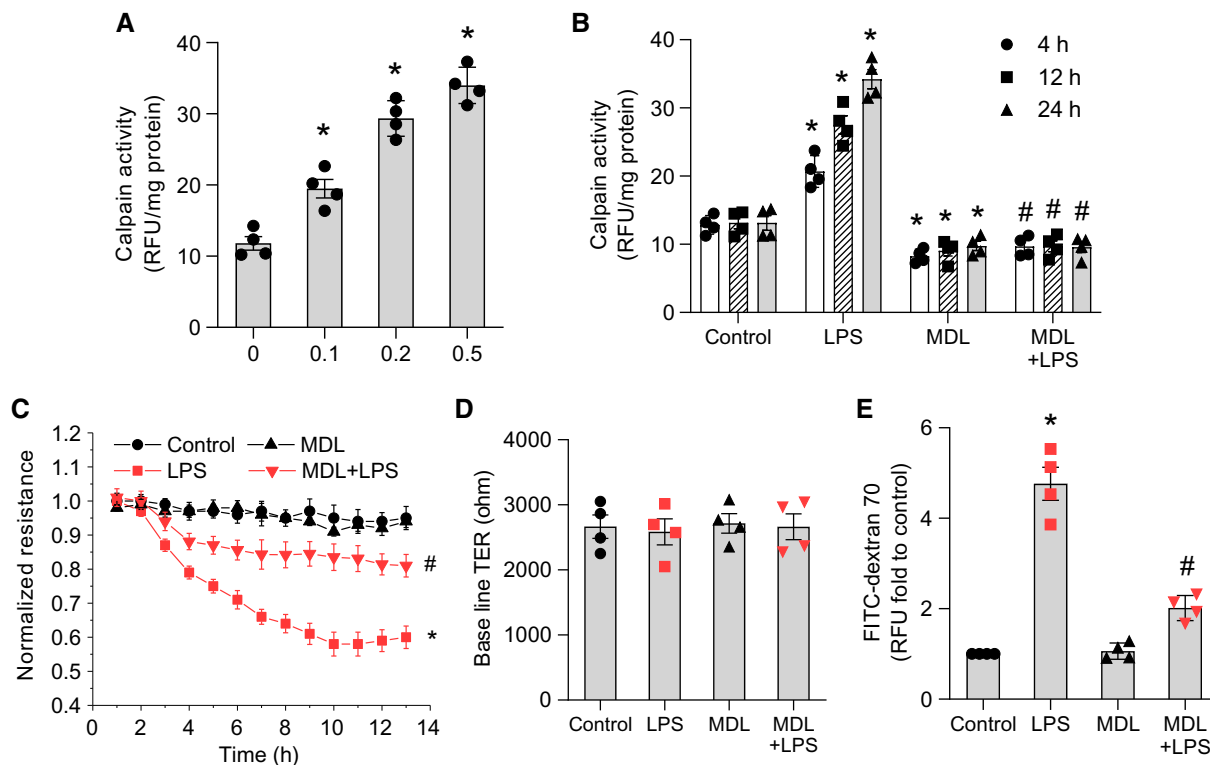 A
Calpain activity
(RFU/mg protein)
40
30
20
10
0
*
*
*
0 0.1 0.2 0.5
B
Calpain activity
(RFU/mg protein)
40
30
20
10
0
4 h
12 h
24 h
* * * * * * # # #
Control LPS MDL MDL
+LPS
C
Normalized resistance
1.2
1.1
1.0
0.9
0.8
0.7
0.6
0.5
0.4
Control MDL
LPS MDL+LPS
#
*
0 2 4 6 8 10 12 14
Time (h)
D
Base line TER (ohm)
4000
3000
2000
1000
0
Control LPS MDL MDL
+LPS
E
FITC-dextran 70
(RFU fold to control)
6
4
2
0
*
#
Control LPS MDL MDL
+LPS